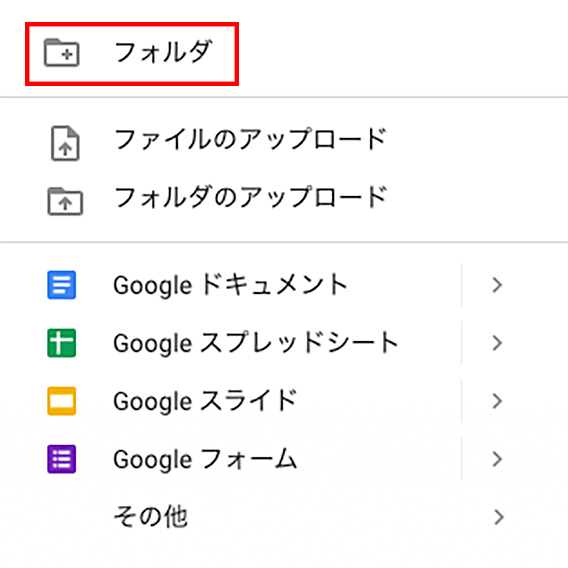 フォルダ
ファイルのアップロード
フォルダのアップロード
Google ドキュメント
Google スプレッドシート
Google スライド
Google フォーム
その他